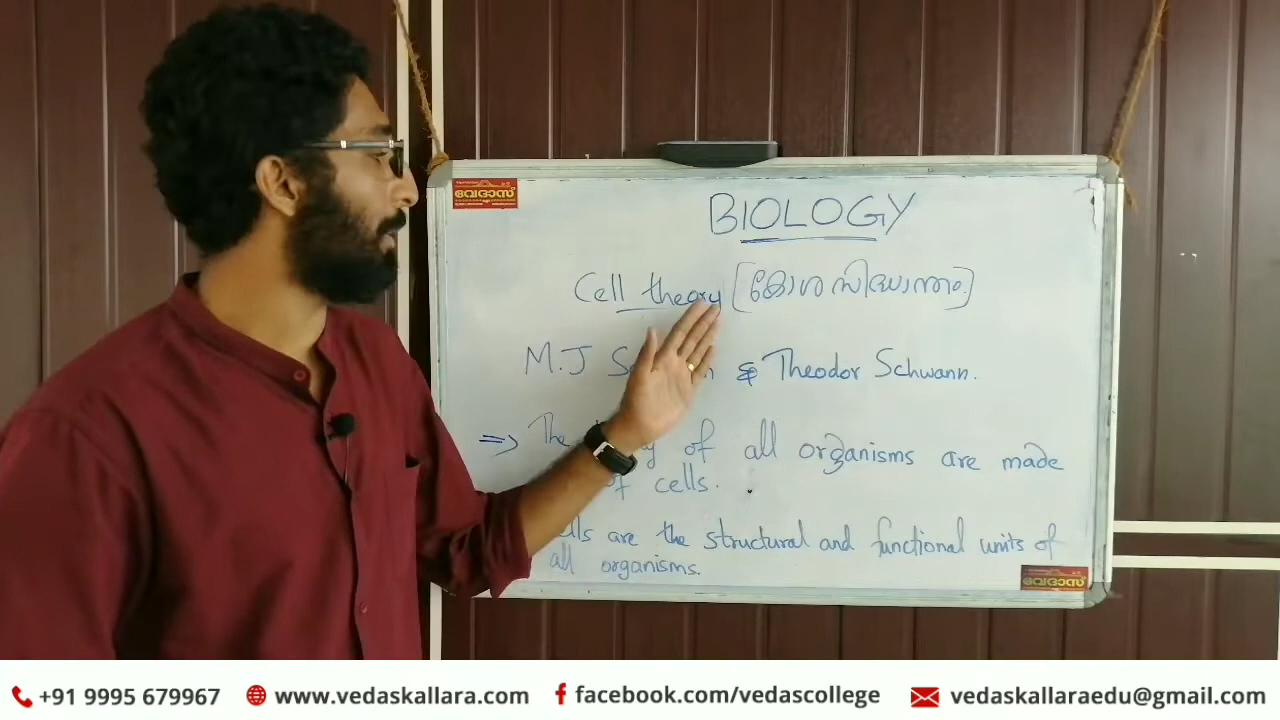 വേദാസ്
BIOLOGY
Cell theory [കോശ സിദ്ധാന്തം]
M.J & Theodor Schwann.
=> The of all organisms are made
of cells.
are the structural and functional units of
all organisms.
വേദാസ്
+91 9995 679967 www.vedaskallara.com facebook.com/vedascollege vedaskallaraedu@gmail.com